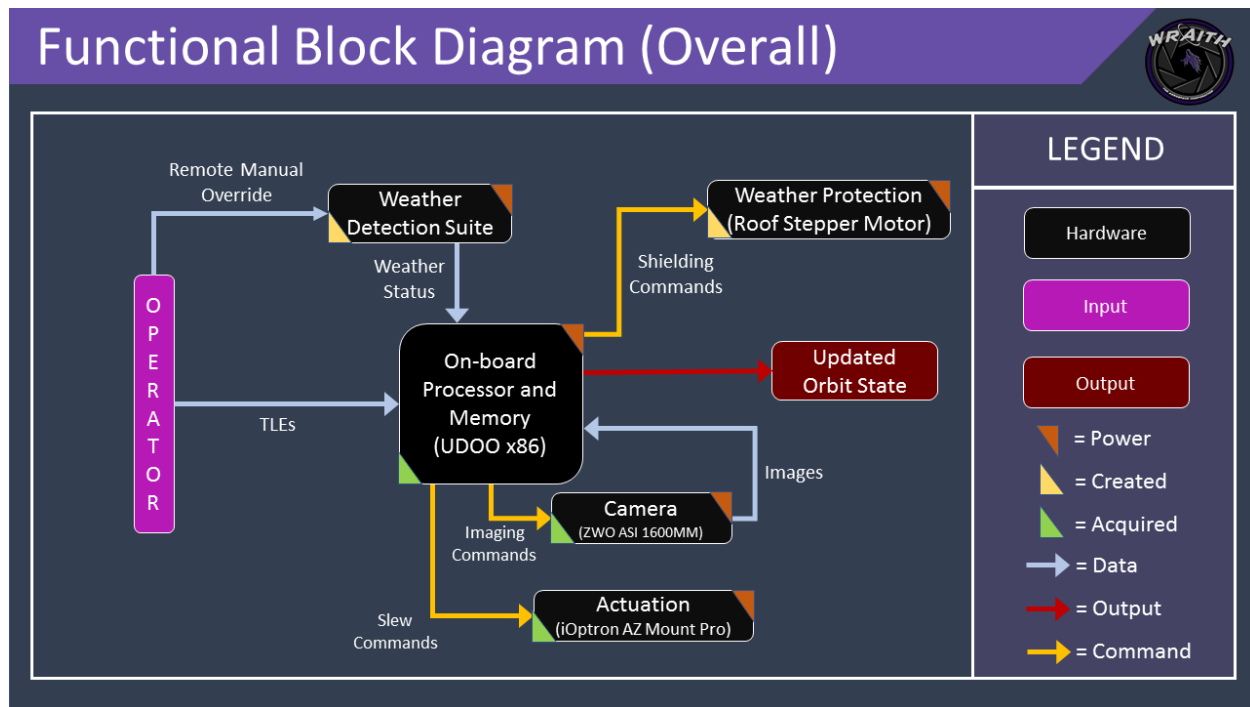 Functional Block Diagram (Overall)
WRAITH
LEGEND
Hardware
Input
Output
= Power
= Created
= Acquired
= Data
= Output
= Command
Remote Manual
Override
Weather
Detection Suite
Weather Protection
(Roof Stepper Motor)
Weather
Status
Shielding
Commands
O
P
E
R
A
T
O
R
On-board
Processor and
Memory
(UDOO x86)
Updated
Orbit State
TLEs
Images
Camera
(ZWO ASI 1600MM)
Imaging
Commands
Actuation
(iOptron AZ Mount Pro)
Slew
Commands